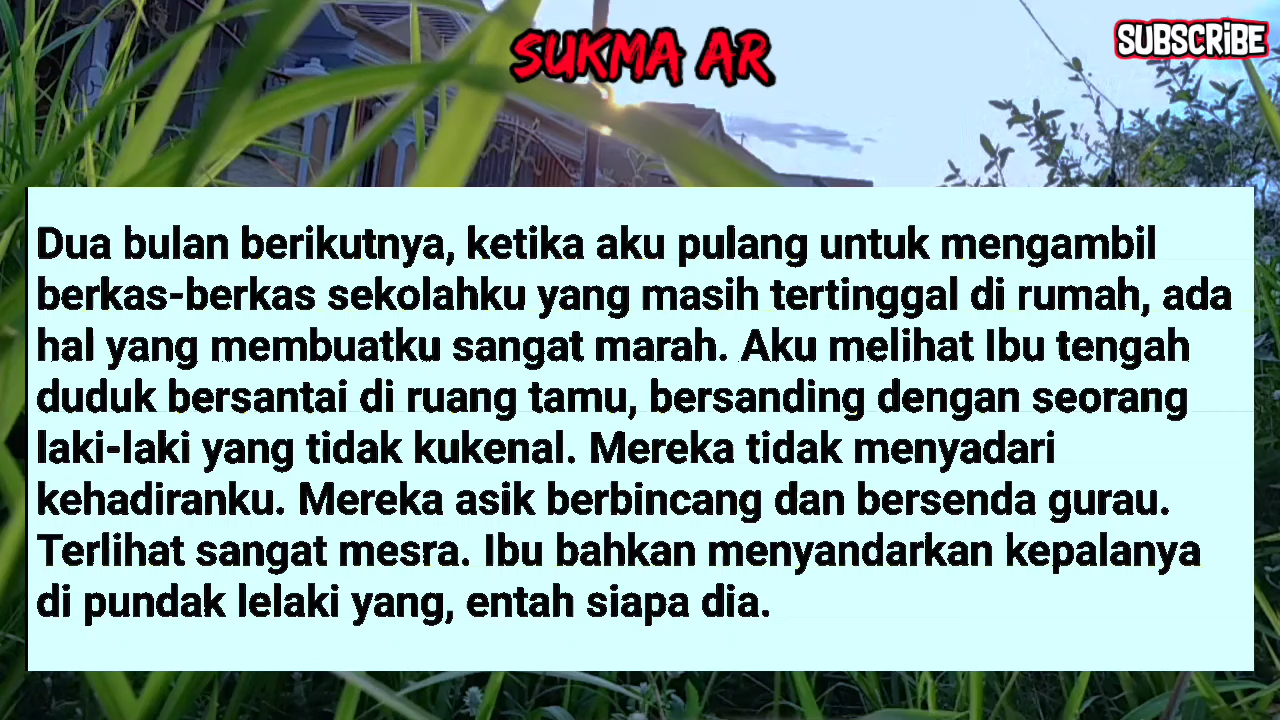 SUKMA AR
SUBSCRiBE
Dua bulan berikutnya, ketika aku pulang untuk mengambil
berkas-berkas sekolahku yang masih tertinggal di rumah, ada
hal yang membuatku sangat marah. Aku melihat Ibu tengah
duduk bersantai di ruang tamu, bersanding dengan seorang
laki-laki yang tidak kukenal. Mereka tidak menyadari
kehadiranku. Mereka asik berbincang dan bersenda gurau.
Terlihat sangat mesra. Ibu bahkan menyandarkan kepalanya
di pundak lelaki yang, entah siapa dia.